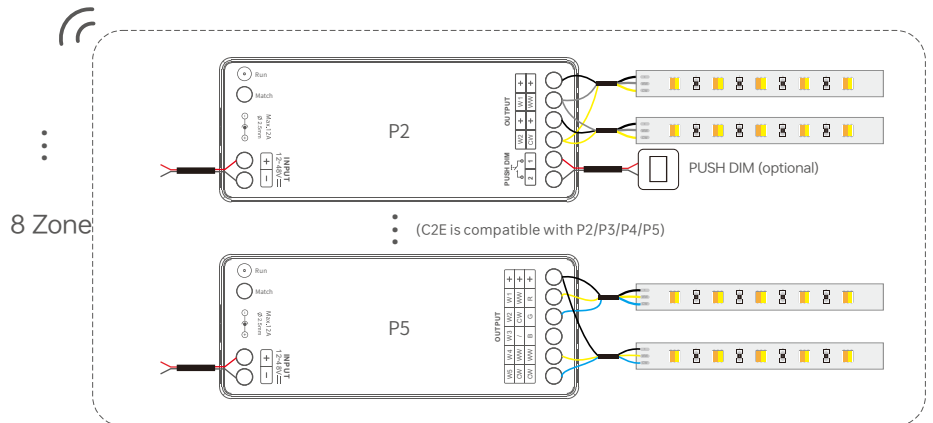 Run
Match
Max.12A
Ø 2.5mm
INPUT
12-48V
+
−
P2
OUTPUT
+ +
W1 WW
+ +
W2 CW
PUSH DIM
1
2
PUSH DIM (optional)
8 Zone
(C2E is compatible with P2/P3/P4/P5)
Run
Match
Max.12A
Ø 2.5mm
INPUT
12-48V
+
−
P5
OUTPUT
+ + +
W1 WW R
W2 CW G
W3 / B
W4 WW WW
W5 CW CW